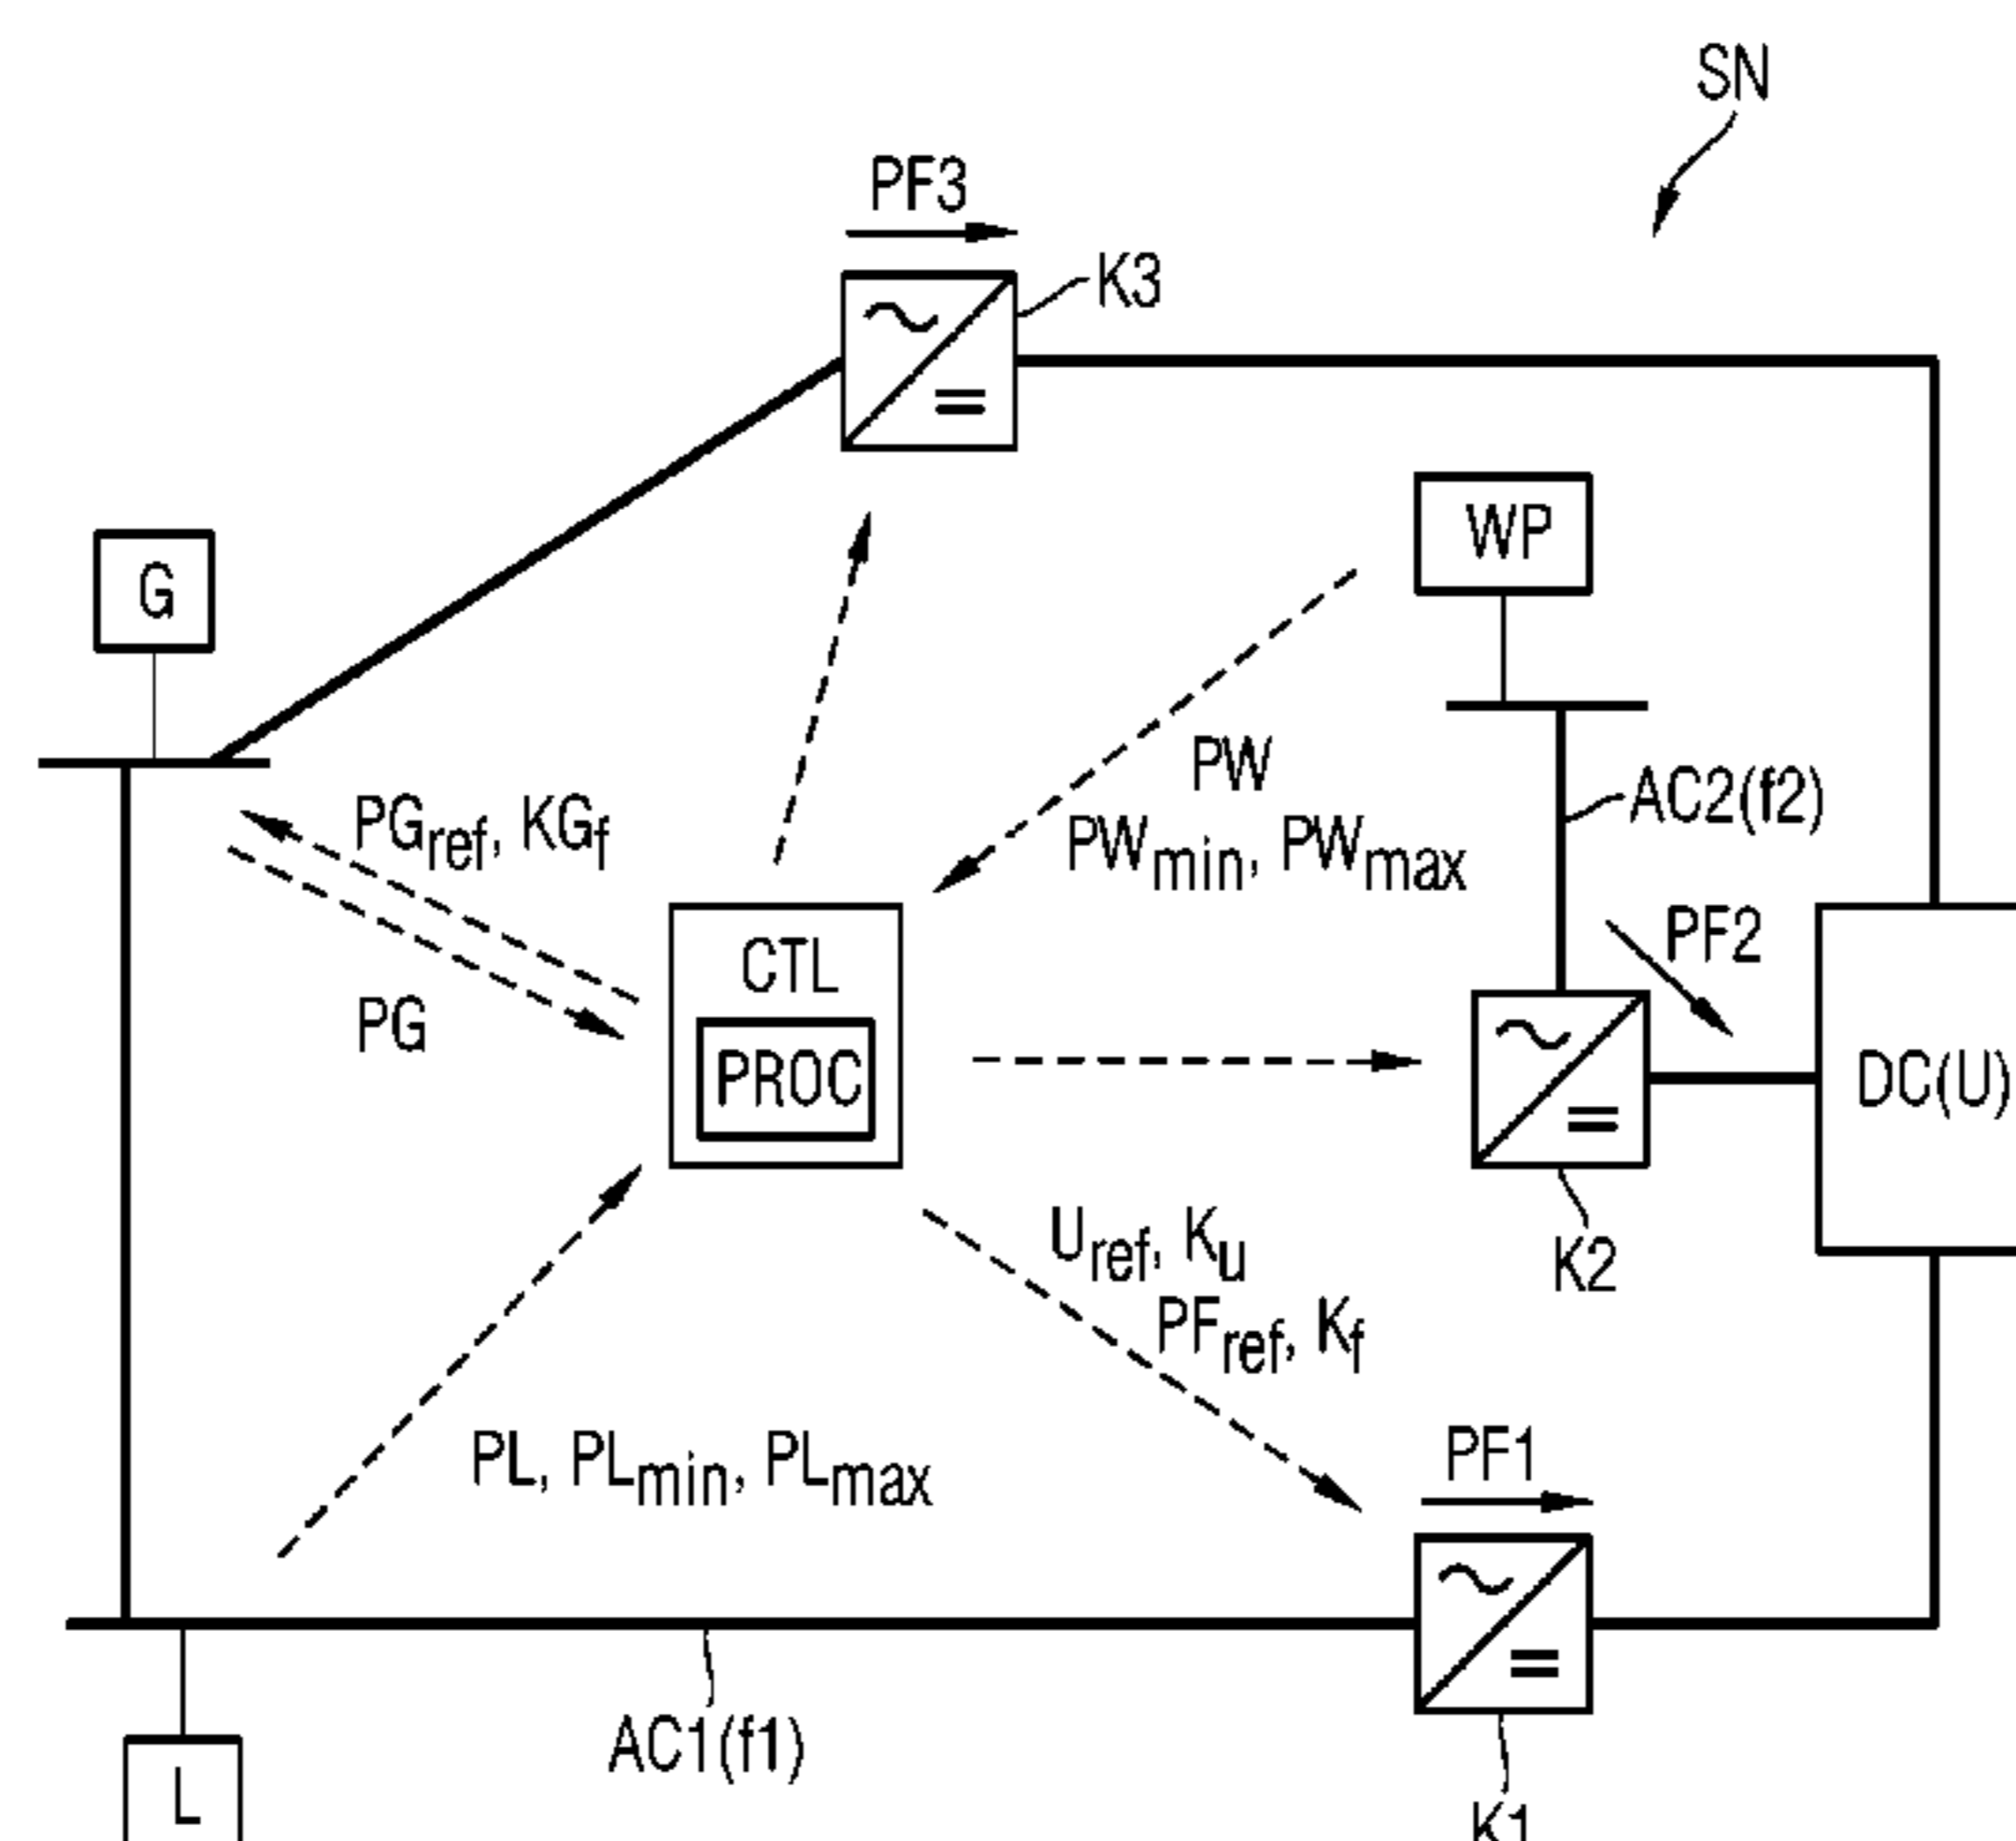 SN
PF3
K3
WP
G
PW
AC2(f2)
PGref, KGf
PWmin, PWmax
PF2
CTL
PG
PROC
DC(U)
Uref, Ku
K2
PFref, Kf
PF1
PL, PLmin, PLmax
AC1(f1)
L
K1